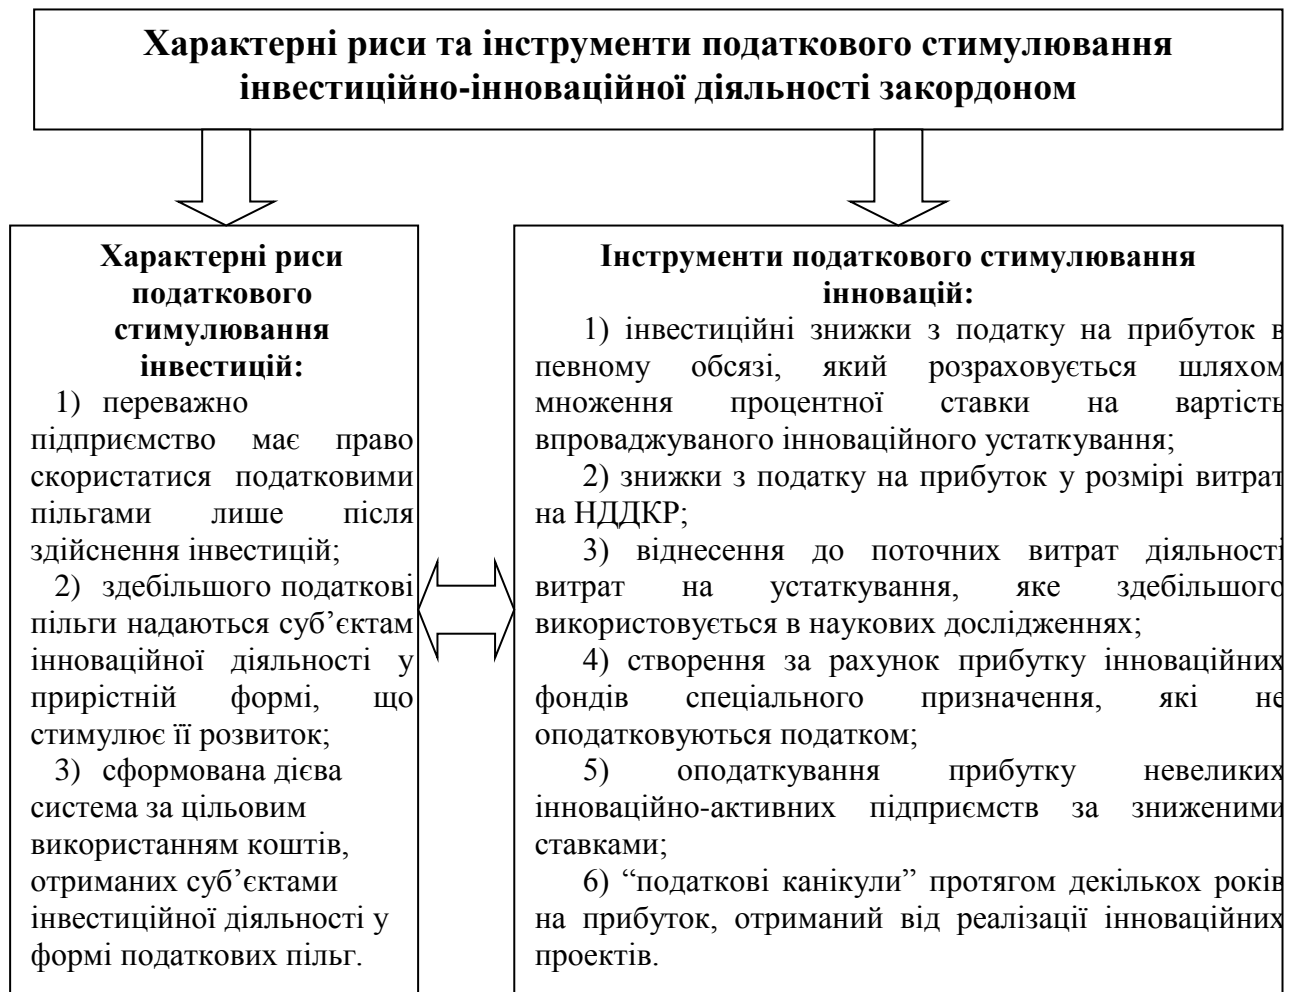 Характерні риси та інструменти податкового стимулювання
інвестиційно-інноваційної діяльності закордоном
Характерні риси
податкового
стимулювання
інвестицій:
1) переважно
підприємство має право
скористатися податковими
пільгами лише після
здійснення інвестицій;
2) здебільшого податкові
пільги надаються суб’єктам
інноваційної діяльності у
прирістній формі, що
стимулює її розвиток;
3) сформована дієва
система за цільовим
використанням коштів,
отриманих суб’єктами
інвестиційної діяльності у
формі податкових пільг.
Інструменти податкового стимулювання
інновацій:
1) інвестиційні знижки з податку на прибуток в
певному обсязі, який розраховується шляхом
множення процентної ставки на вартість
впроваджуваного інноваційного устаткування;
2) знижки з податку на прибуток у розмірі витрат
на НДДКР;
3) віднесення до поточних витрат діяльності
витрат на устаткування, яке здебільшого
використовується в наукових дослідженнях;
4) створення за рахунок прибутку інноваційних
фондів спеціального призначення, які не
оподатковуються податком;
5) оподаткування прибутку невеликих
інноваційно-активних підприємств за зниженими
ставками;
6) “податкові канікули” протягом декількох років
на прибуток, отриманий від реалізації інноваційних
проектів.